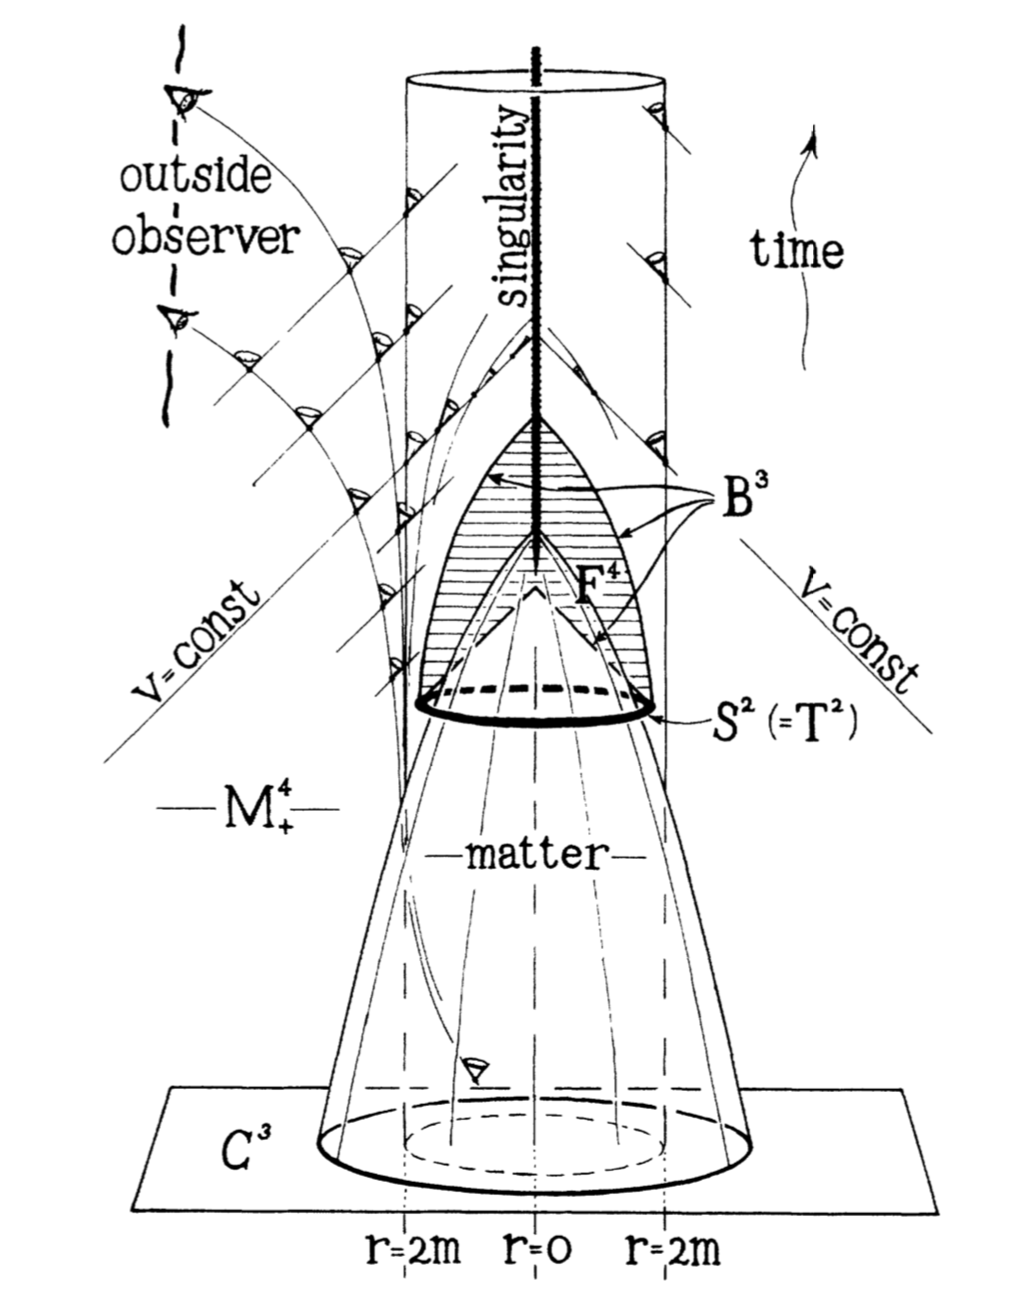 outside
observer
singularity
time
B³
F⁴
V=const
V=const
S² (=T²)
M⁴₊
matter
C³
r=2m r=0 r=2m